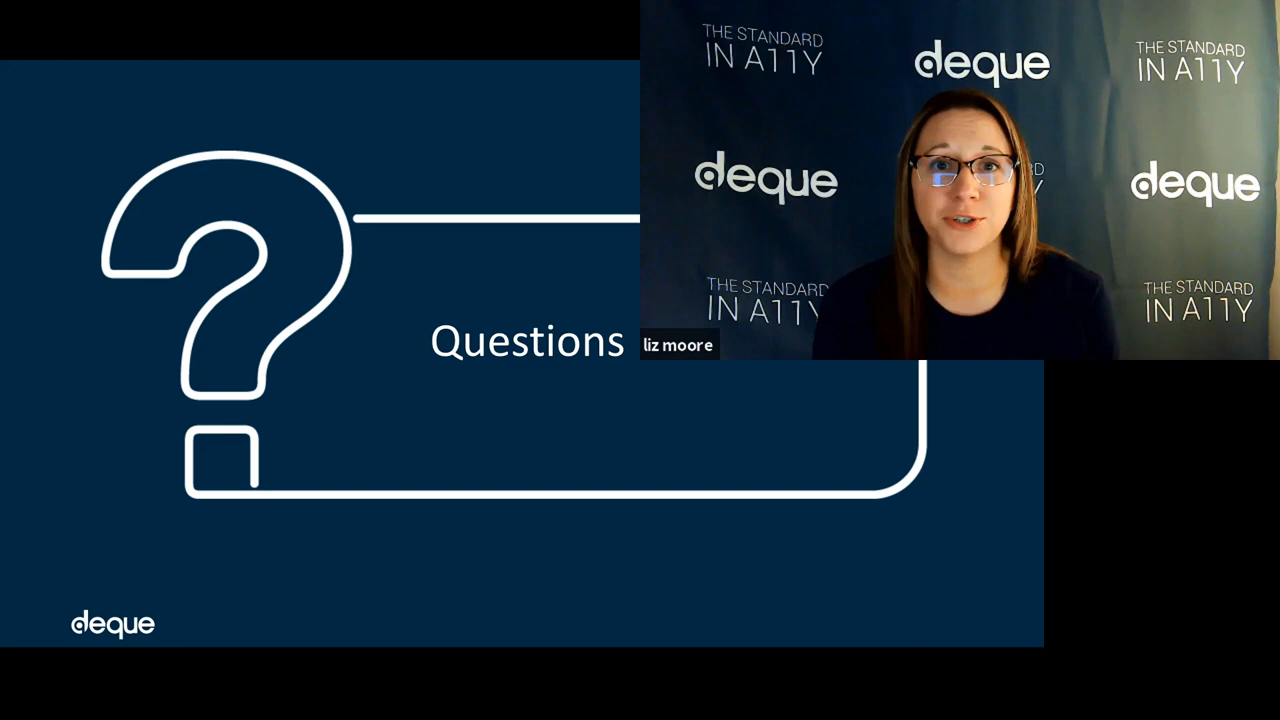 THE STANDARD
IN A11Y
deque
THE STANDARD
IN A11Y
deque
RD
Y
deque
THE STANDARD
IN A11Y
THE STANDARD
IN A11Y
liz moore
Questions
deque